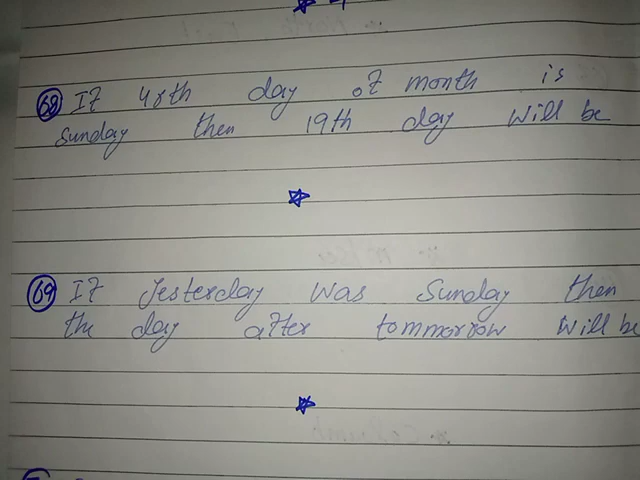 68 If 4rth day of month is
Sunday then 19th day will be
69 If Yesterday was Sunday then
the day after tommorrow will be